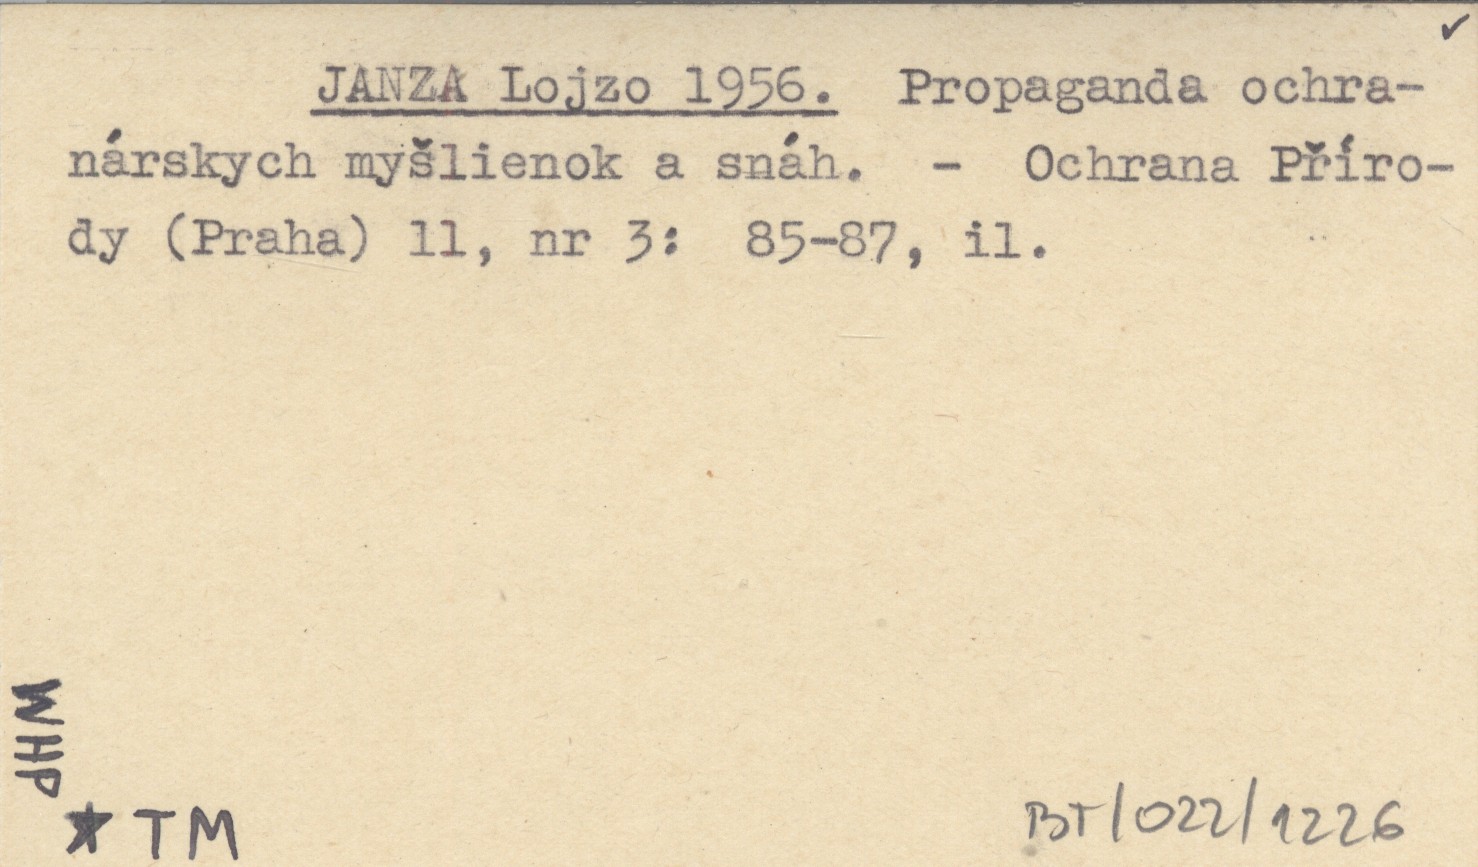 JANZA Lojzo 1956. Propaganda ochra-
nárskych myšlienok a snáh. - Ochrana Příro-
dy (Praha) 11, nr 3: 85-87, il.
WHP
TM
BT/022/1226